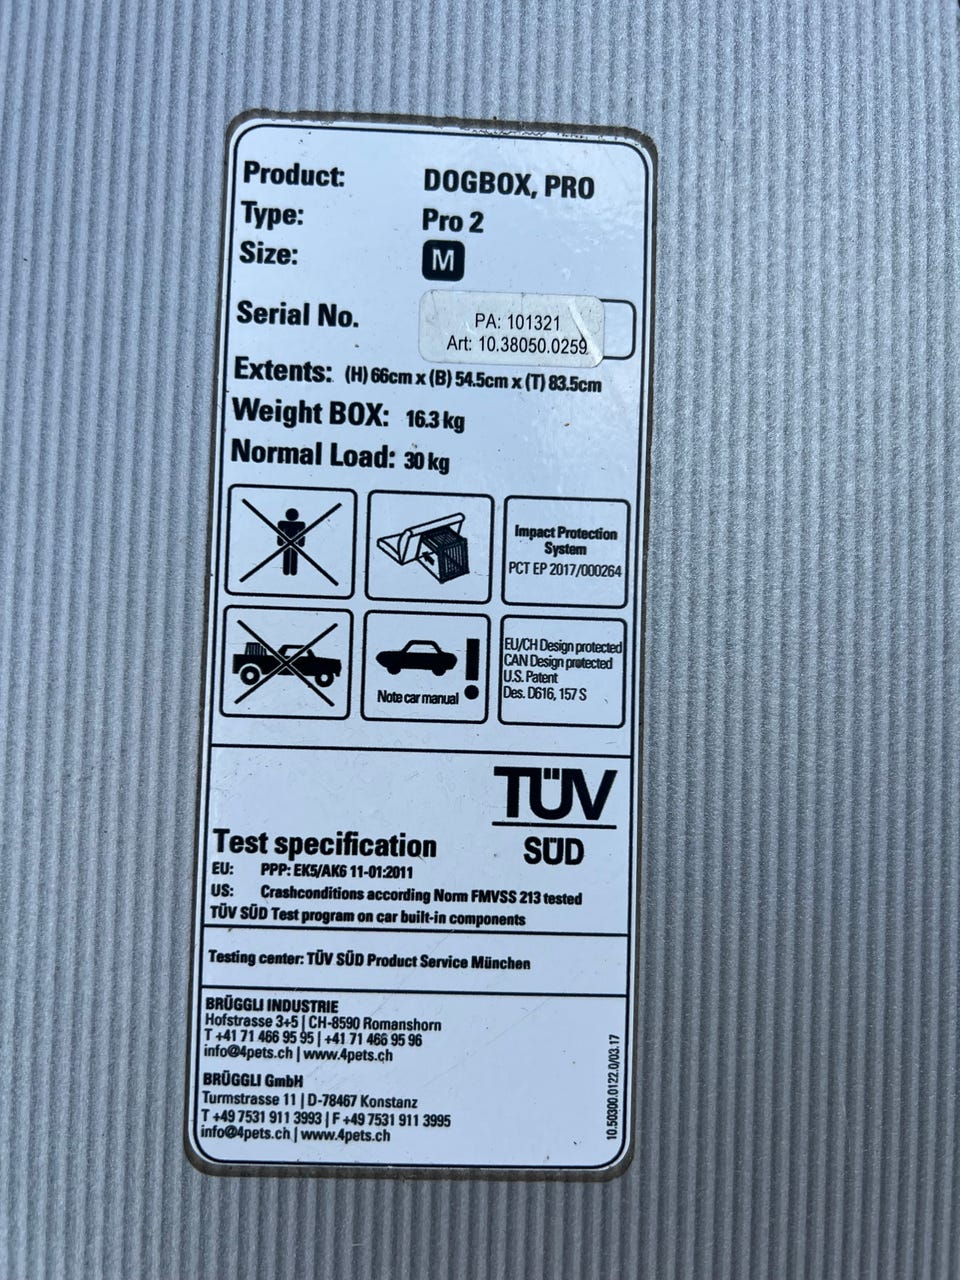 Product: DOGBOX, PRO
Type: Pro 2
Size: M
Serial No.
PA: 101321
Art: 10.38050.0259
Extents: (H) 66cm x (B) 54.5cm x (T) 83.5cm
Weight BOX: 16.3 kg
Normal Load: 30 kg
Impact Protection
System
PCT EP 2017/000264
Note car manual !
EU/CH Design protected
CAN Design protected
U.S. Patent
Des. D616, 157 S
TÜV
SÜD
Test specification
EU: PPP: EK5/AK6 11-01:2011
US: Crashconditions according Norm FMVSS 213 tested
TÜV SÜD Test program on car built-in components
Testing center: TÜV SÜD Product Service München
BRÜGGLI INDUSTRIE
Hofstrasse 3+5 | CH-8590 Romanshorn
T +41 71 466 95 95 | +41 71 466 95 96
info@4pets.ch | www.4pets.ch
BRÜGGLI GmbH
Turmstrasse 11 | D-78467 Konstanz
T +49 7531 911 3993 | F +49 7531 911 3995
info@4pets.ch | www.4pets.ch
10.50300.0122.0/03.17